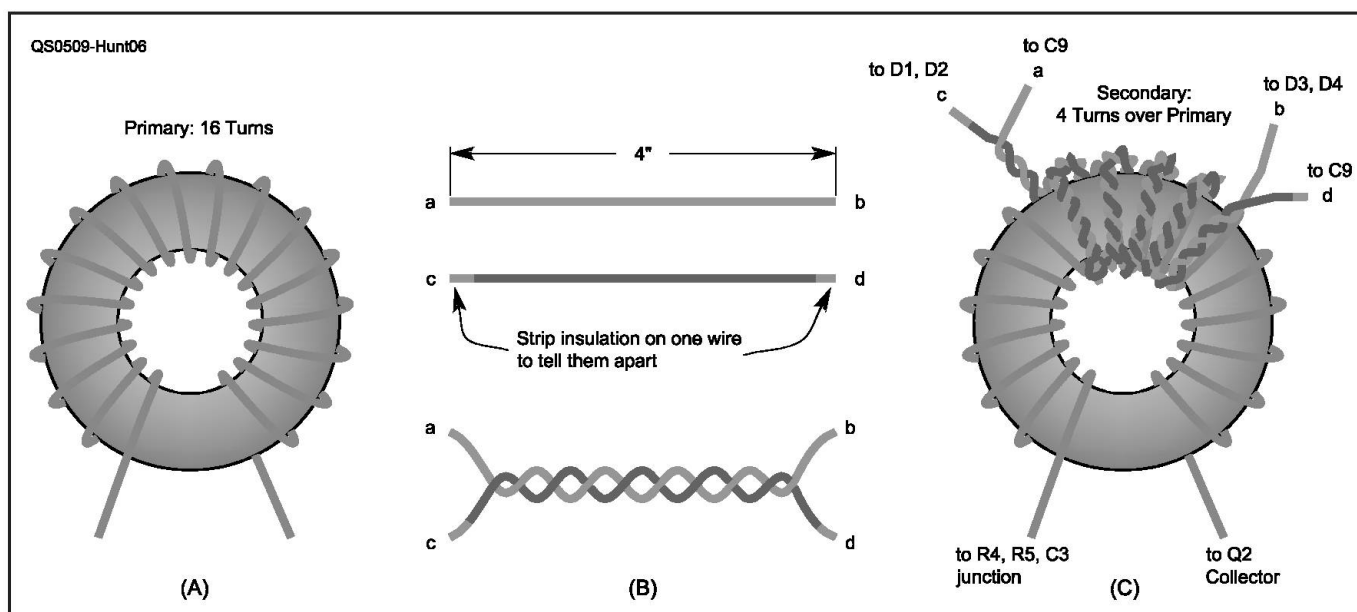 QS0509-Hunt06
Primary: 16 Turns
(A)
4"
a
b
c
d
Strip insulation on one wire
to tell them apart
a
b
c
d
(B)
to C9
a
to D1, D2
c
Secondary:
4 Turns over Primary
to D3, D4
b
to C9
d
to R4, R5, C3
junction
to Q2
Collector
(C)